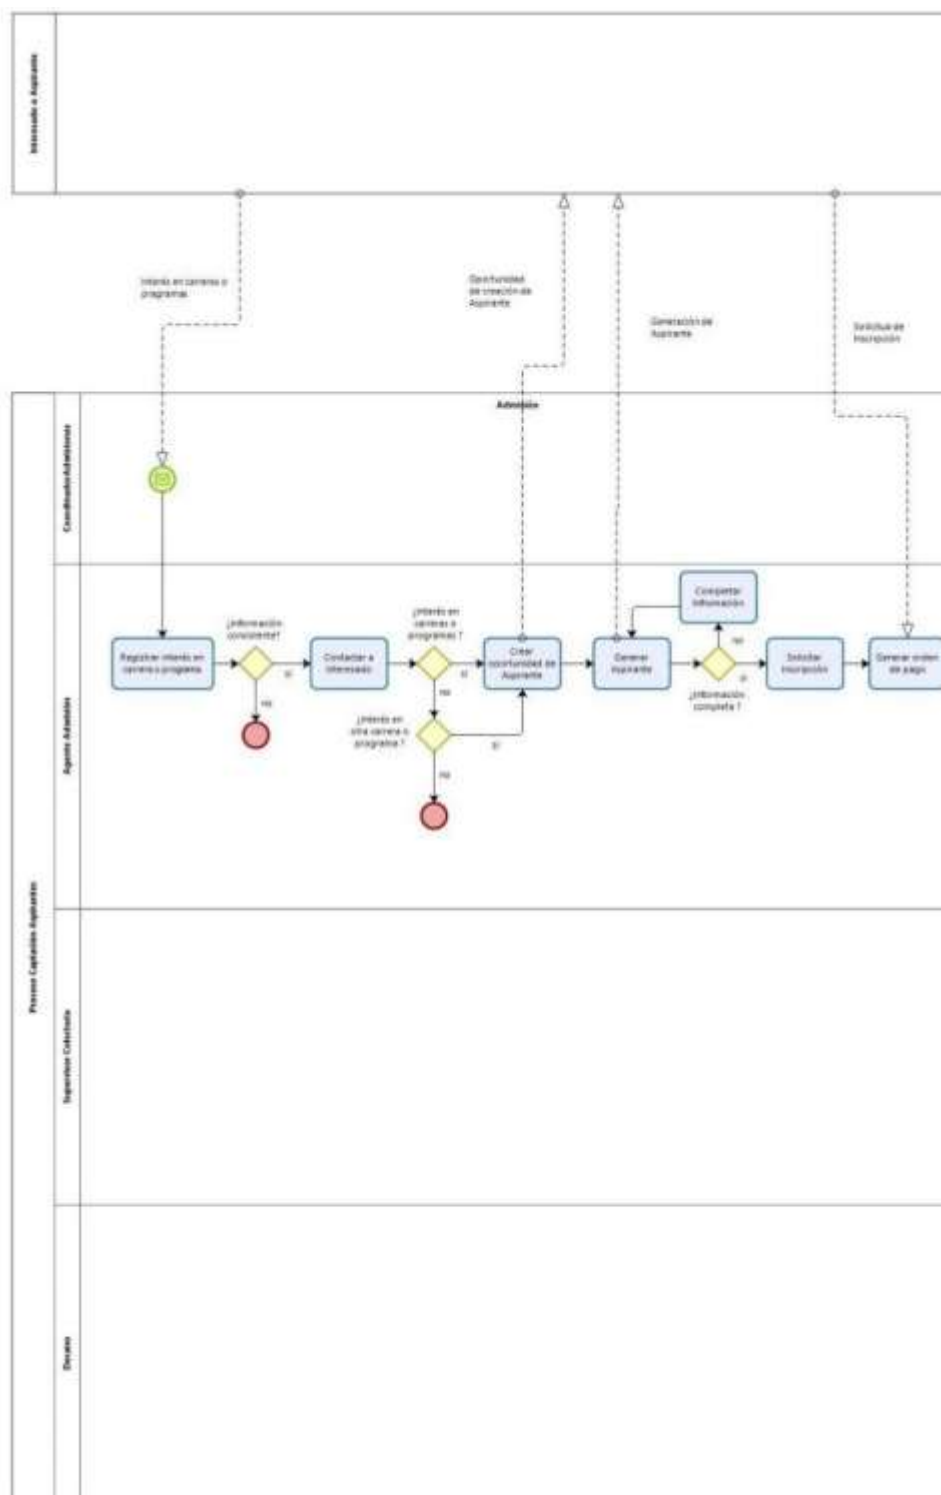 Interesado o Aspirante
Interés en carreras o
programas
Oportunidad
de creación de
Aspirante
Generación de
Aspirante
Solicitud de
Inscripción
Proceso Captación Aspirantes
Admisión
Coordinador Admisiones
Agente Admisión
Registrar interés en
carrera o programa
¿Información
consistente?
si
no
Contactar a
interesado
¿Interés en
carreras o
programas ?
si
no
¿Interés en
otra carrera o
programa ?
si
no
Crear
oportunidad de
Aspirante
Generar
Aspirante
Completar
Información
no
si
¿Información
completa ?
Solicitar
Inscripción
Generar orden
de pago
Decano